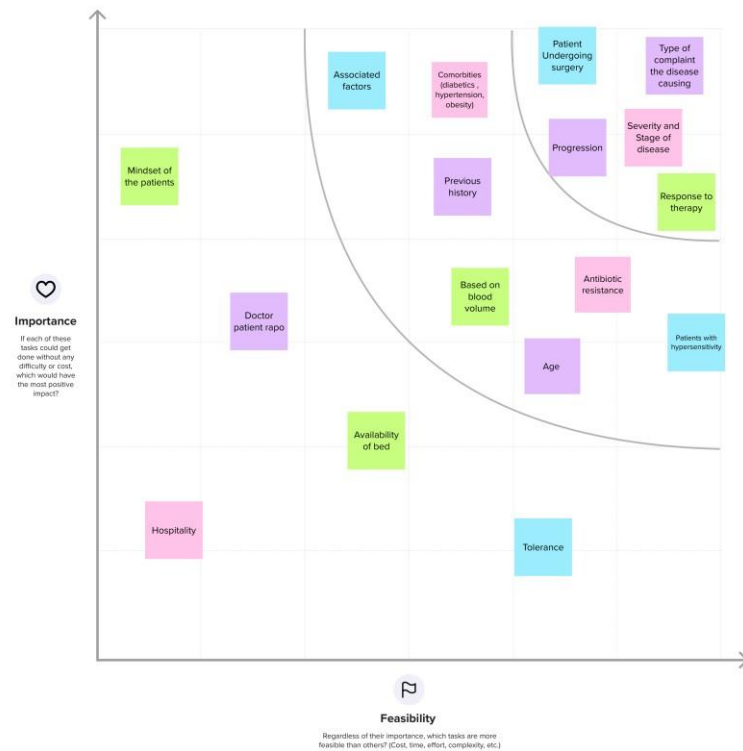 Associated
factors
Comorbities
(diabetics ,
hypertension,
obesity)
Patient
Undergoing
surgery
Type of
complaint
the disease
causing
Mindset of
the patients
Previous
history
Progression
Severity and
Stage of
disease
Response to
therapy
Doctor
patient rapo
Based on
blood
volume
Antibiotic
resistance
Patients with
hypersensitivity
Age
Availability
of bed
Hospitality
Tolerance
Importance
If each of these
tasks could get
done without any
difficulty or cost,
which would have
the most positive
impact?
Feasibility
Regardless of their importance, which tasks are more
feasible than others? (Cost, time, effort, complexity, etc.)